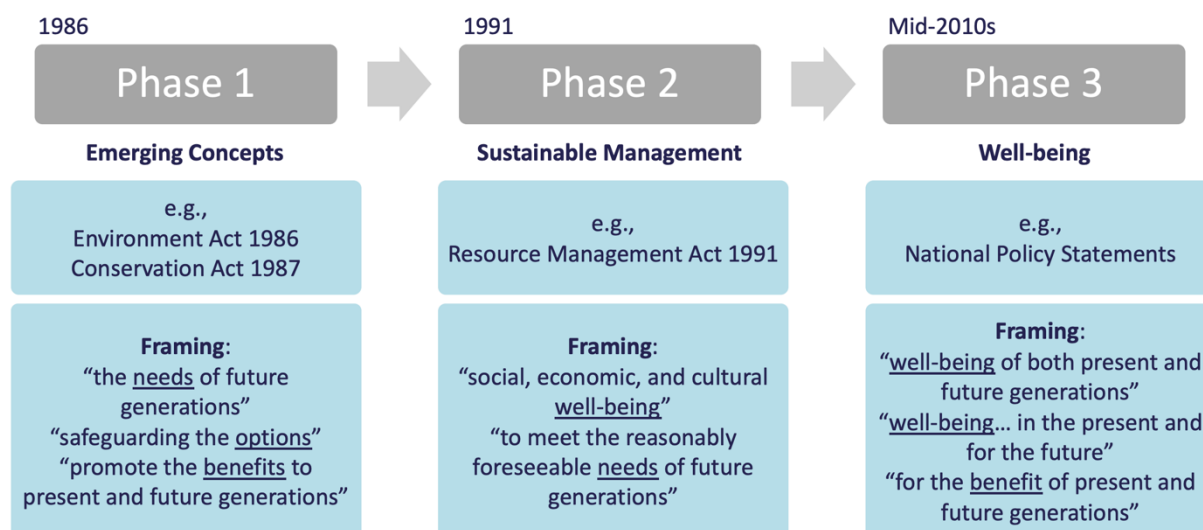 1986
Phase 1
Emerging Concepts
e.g.,
Environment Act 1986
Conservation Act 1987
Framing:
“the needs of future
generations”
“safeguarding the options”
“promote the benefits to
present and future generations”
1991
Phase 2
Sustainable Management
e.g.,
Resource Management Act 1991
Framing:
“social, economic, and cultural
well-being”
“to meet the reasonably
foreseeable needs of future
generations”
Mid-2010s
Phase 3
Well-being
e.g.,
National Policy Statements
Framing:
“well-being of both present and
future generations”
“well-being… in the present and
for the future”
“for the benefit of present and
future generations”